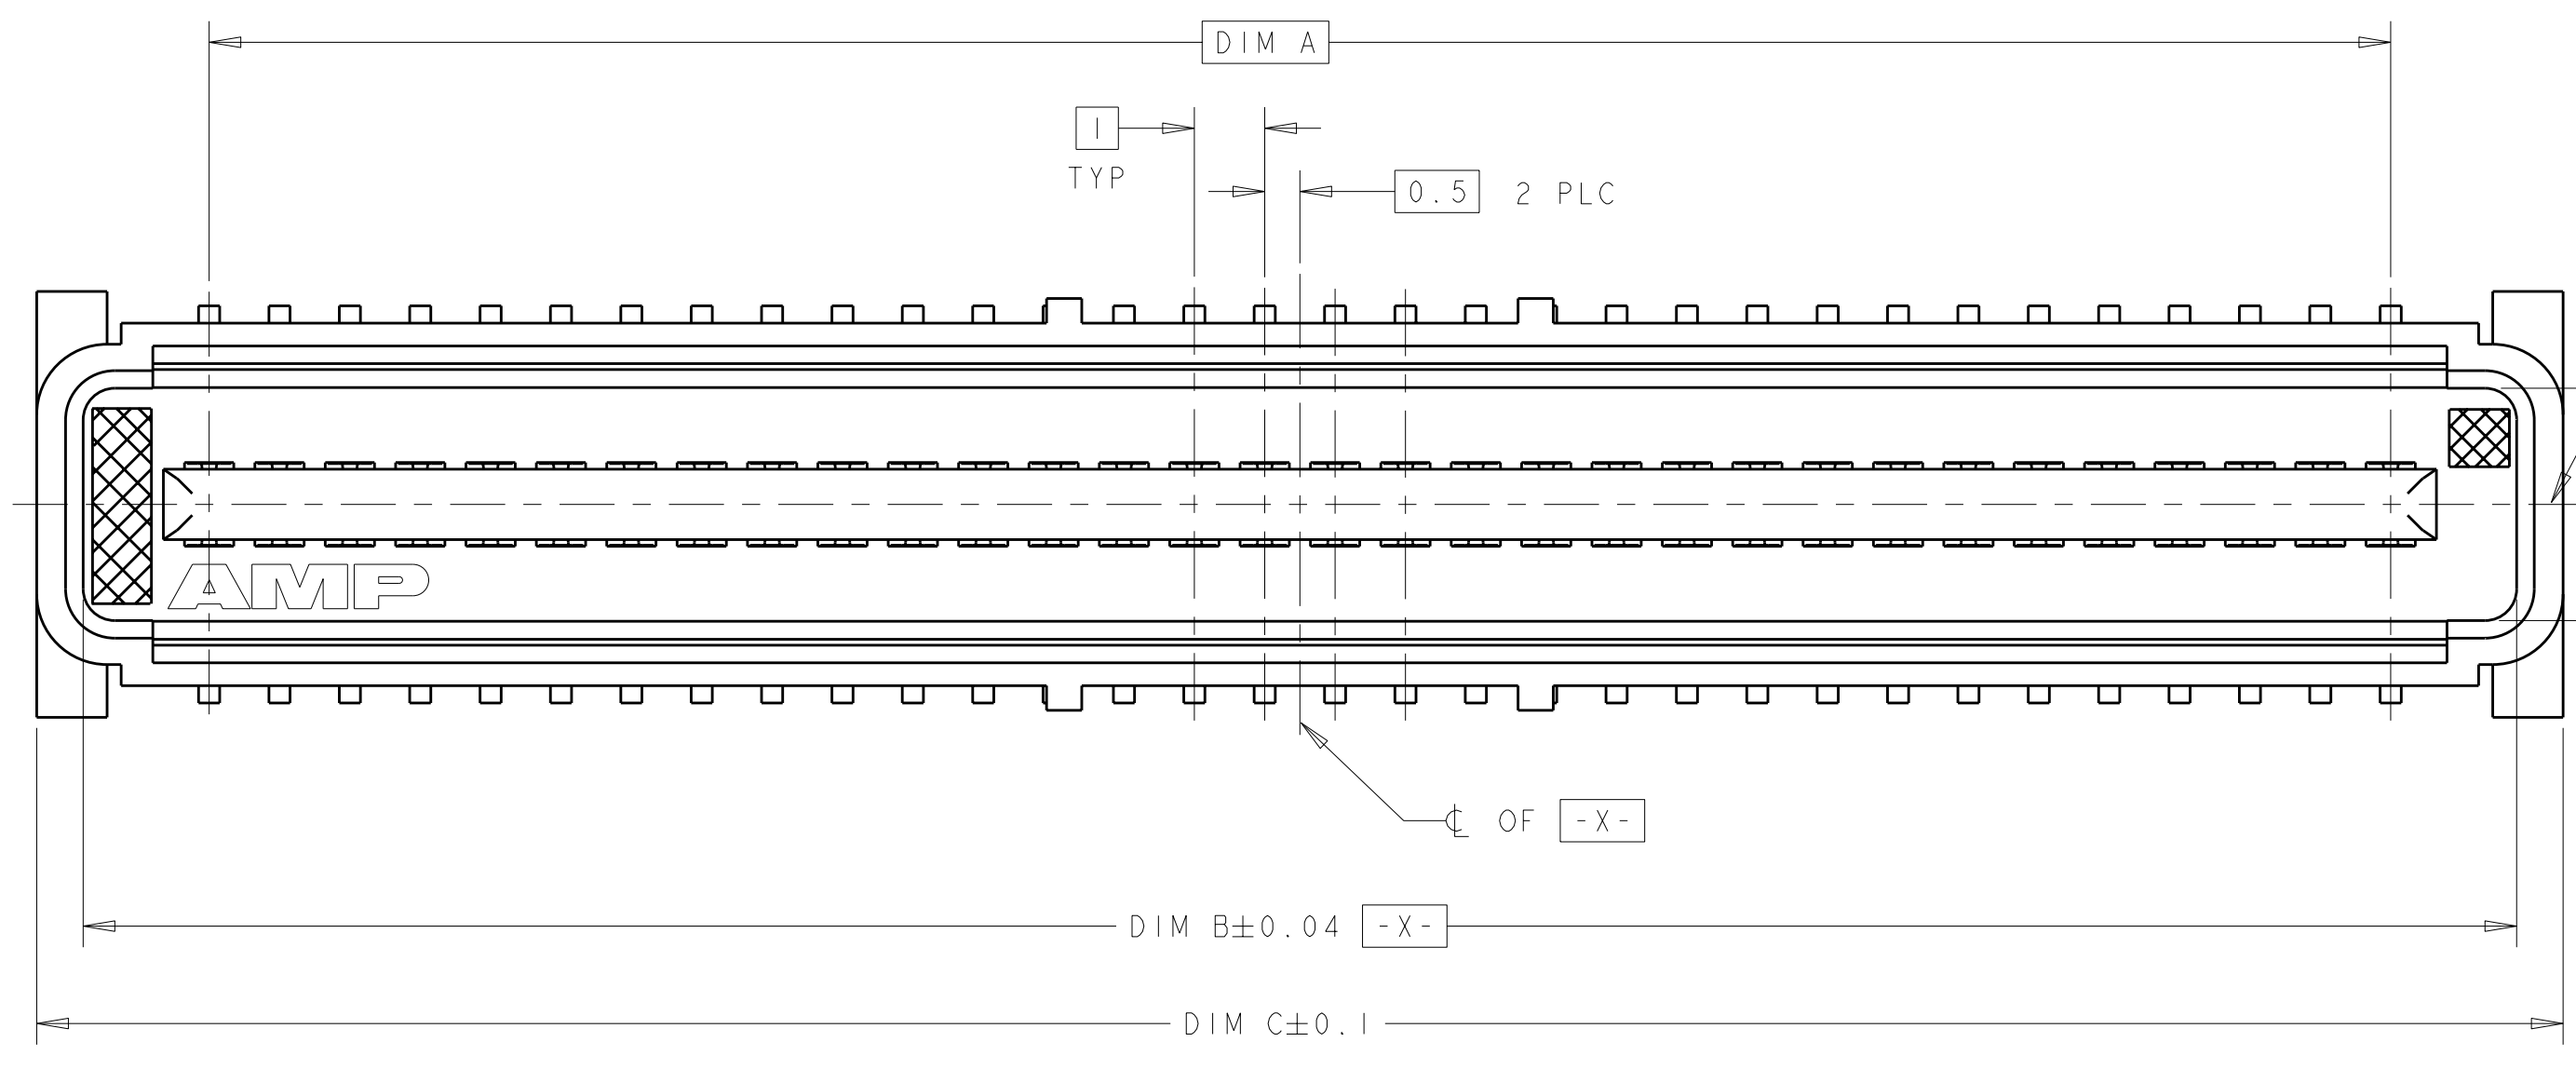 DIM A
1
TYP
0.5 2 PLC
AMP
℄ OF -X-
DIM B±0.04 -X-
DIM C±0.1